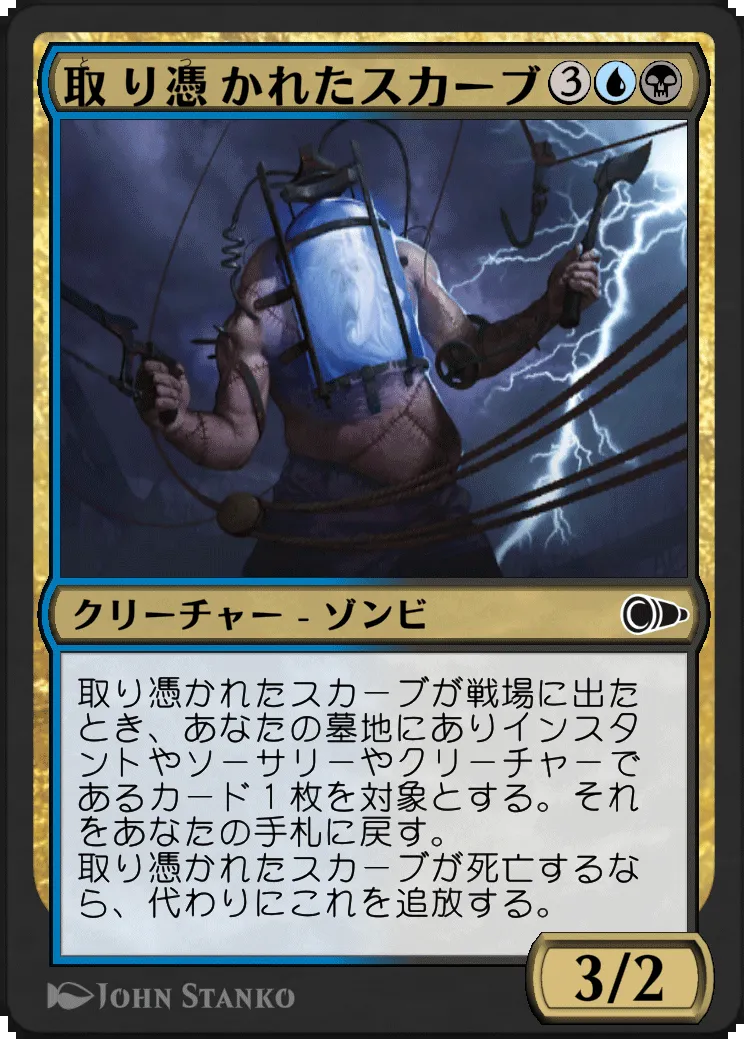 取り憑かれたスカーブ 3
クリーチャー - ゾンビ
取り憑かれたスカーブが戦場に出た
とき、あなたの墓地にありインスタ
ントやソーサリーやクリーチャーで
あるカード１枚を対象とする。それ
をあなたの手札に戻す。
取り憑かれたスカーブが死亡するな
ら、代わりにこれを追放する。
3/2
JOHN STANKO